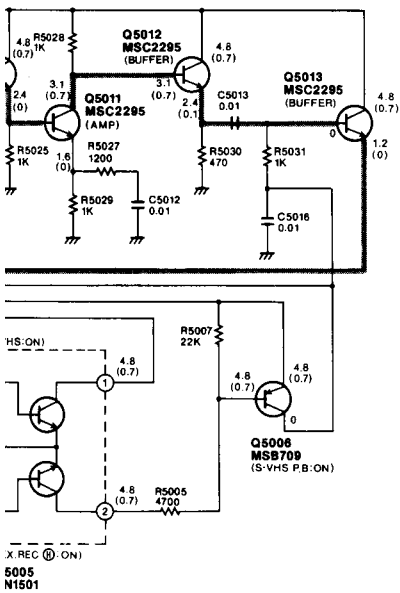 Q5012
MSC2295
(BUFFER)
4.8
(0.7)
R5028
1K
4.8
(0.7)
Q5013
MSC2295
(BUFFER)
3.1
(0.7)
Q5011
MSC2295
(AMP)
3.1
(0.7)
2.4
(0.1)
C5013
0.01
4.8
(0.7)
2.4
(0)
0
1.2
(0)
R5025
1K
1.6
(0)
R5027
1200
R5030
470
R5031
1K
R5029
1K
C5012
0.01
C5016
0.01
R5007
22K
HS:ON)
4.8
(0.7)
1
4.8
(0.7)
4.8
(0.7)
0
Q5006
MSB709
(S-VHS P,B:ON)
4.8
(0.7)
2
R5005
4700
X.REC H:ON)
5005
N1501